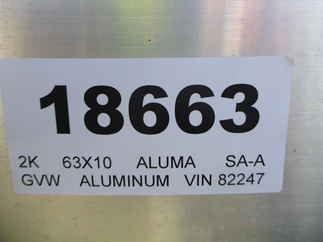 18663
2K 63X10 ALUMA SA-A
GVW ALUMINUM VIN 82247